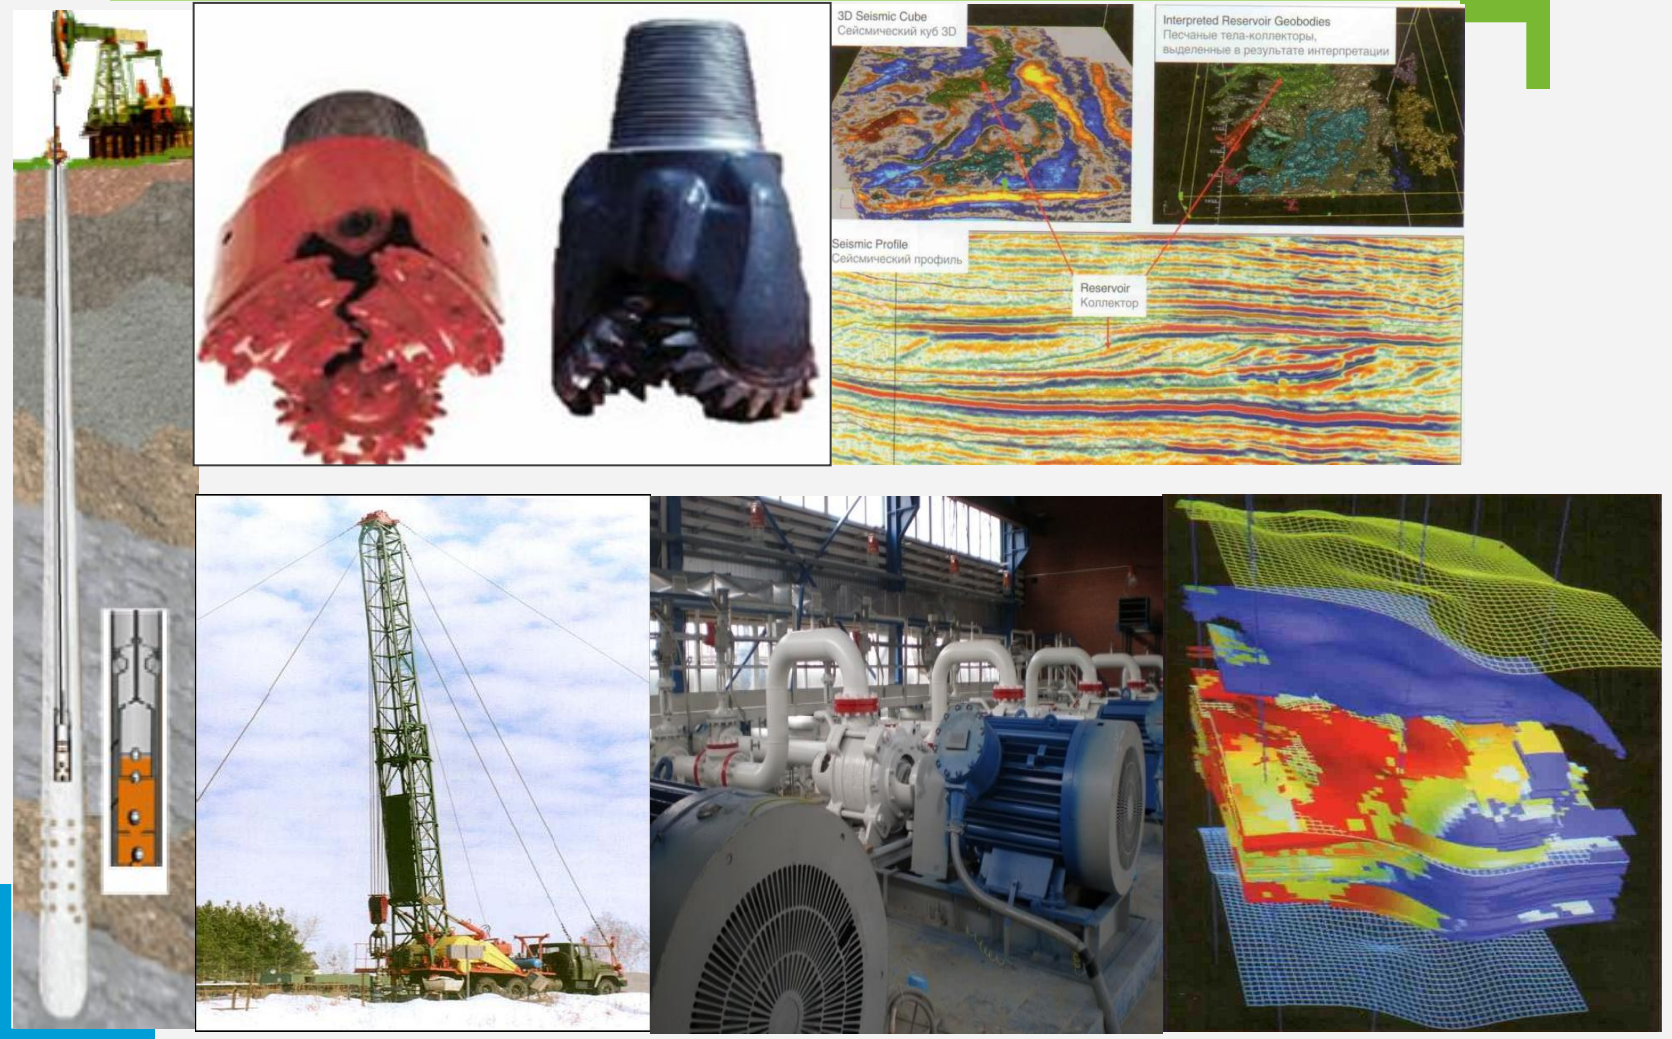 3D Seismic Cube
Сейсмический куб 3D
Interpreted Reservoir Geobodies
Песчаные тела-коллекторы,
выделенные в результате интерпретации
Seismic Profile
Сейсмический профиль
Reservoir
Коллектор